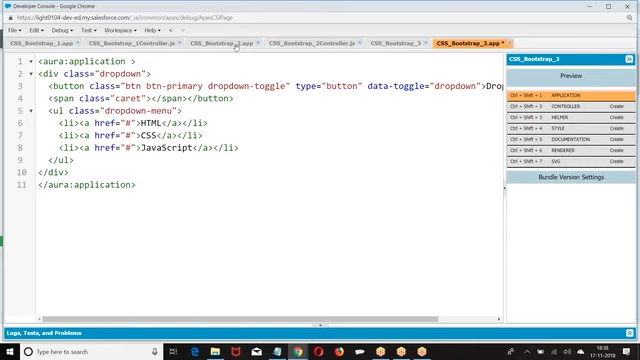 Developer Console - Google Chrome
https://light0104-dev-ed.my.salesforce.com/_ui/common/apex/debug/ApexCSIPage
File Edit Debug Test Workspace Help < >
CSS_Bootstrap_1.app CSS_Bootstrap_1Controller.js CSS_Bootstrap_2.app CSS_Bootstrap_2Controller.js CSS_Bootstrap_3 CSS_Bootstrap_3.app *
1 <aura:application >
2 <div class="dropdown">
3 <button class="btn btn-primary dropdown-toggle" type="button" data-toggle="dropdown">Drop
4 <span class="caret"></span></button>
5 <ul class="dropdown-menu">
6 <li><a href="#">HTML</a></li>
7 <li><a href="#">CSS</a></li>
8 <li><a href="#">JavaScript</a></li>
9 </ul>
10 </div>
11 </aura:application>
CSS_Bootstrap_3
Preview
Ctrl + Shift + 1 APPLICATION
Ctrl + Shift + 2 CONTROLLER Create
Ctrl + Shift + 3 HELPER Create
Ctrl + Shift + 4 STYLE Create
Ctrl + Shift + 5 DOCUMENTATION Create
Ctrl + Shift + 6 RENDERER Create
Ctrl + Shift + 7 SVG Create
Bundle Version Settings
Logs, Tests, and Problems
Type here to search
18:38
17-11-2018